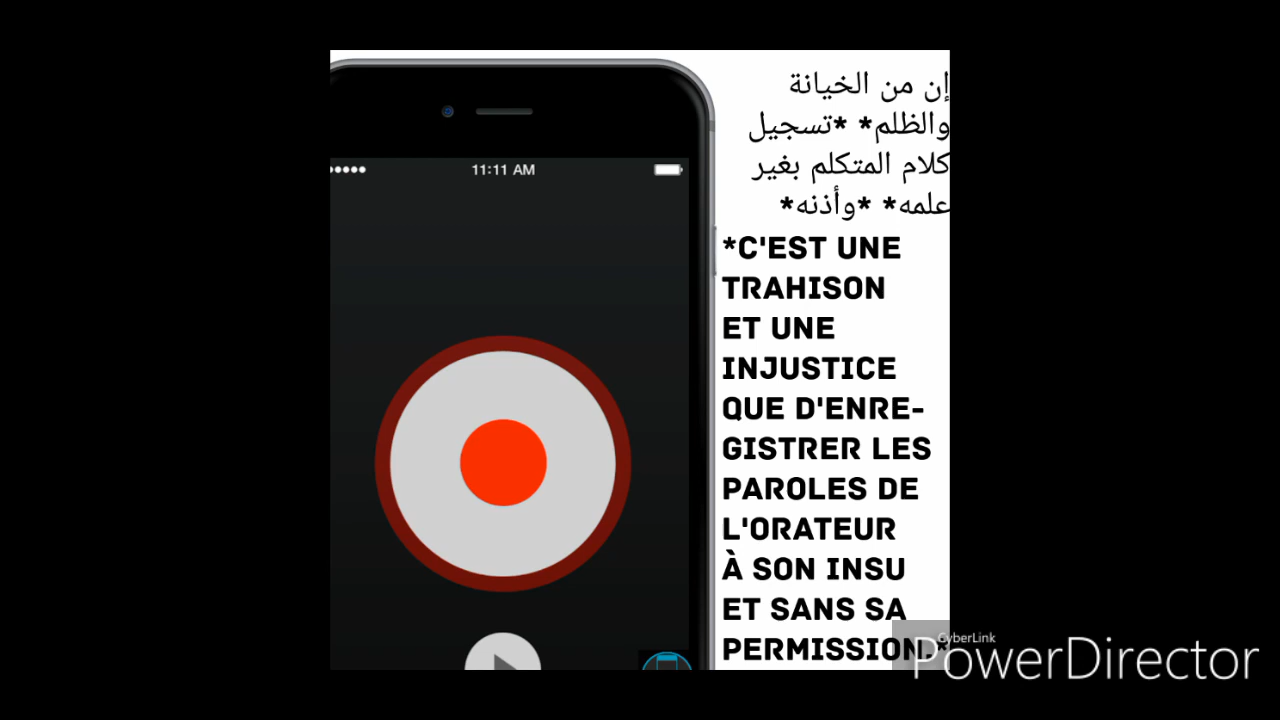 11:11 AM
إن من الخيانة
والظلم* *تسجيل
كلام المتكلم بغير
علمه* *وأذنه*
*C'EST UNE
TRAHISON
ET UNE
INJUSTICE
QUE D'ENRE-
GISTRER LES
PAROLES DE
L'ORATEUR
À SON INSU
ET SANS SA
PERMISSION.*
CyberLink
PowerDirector